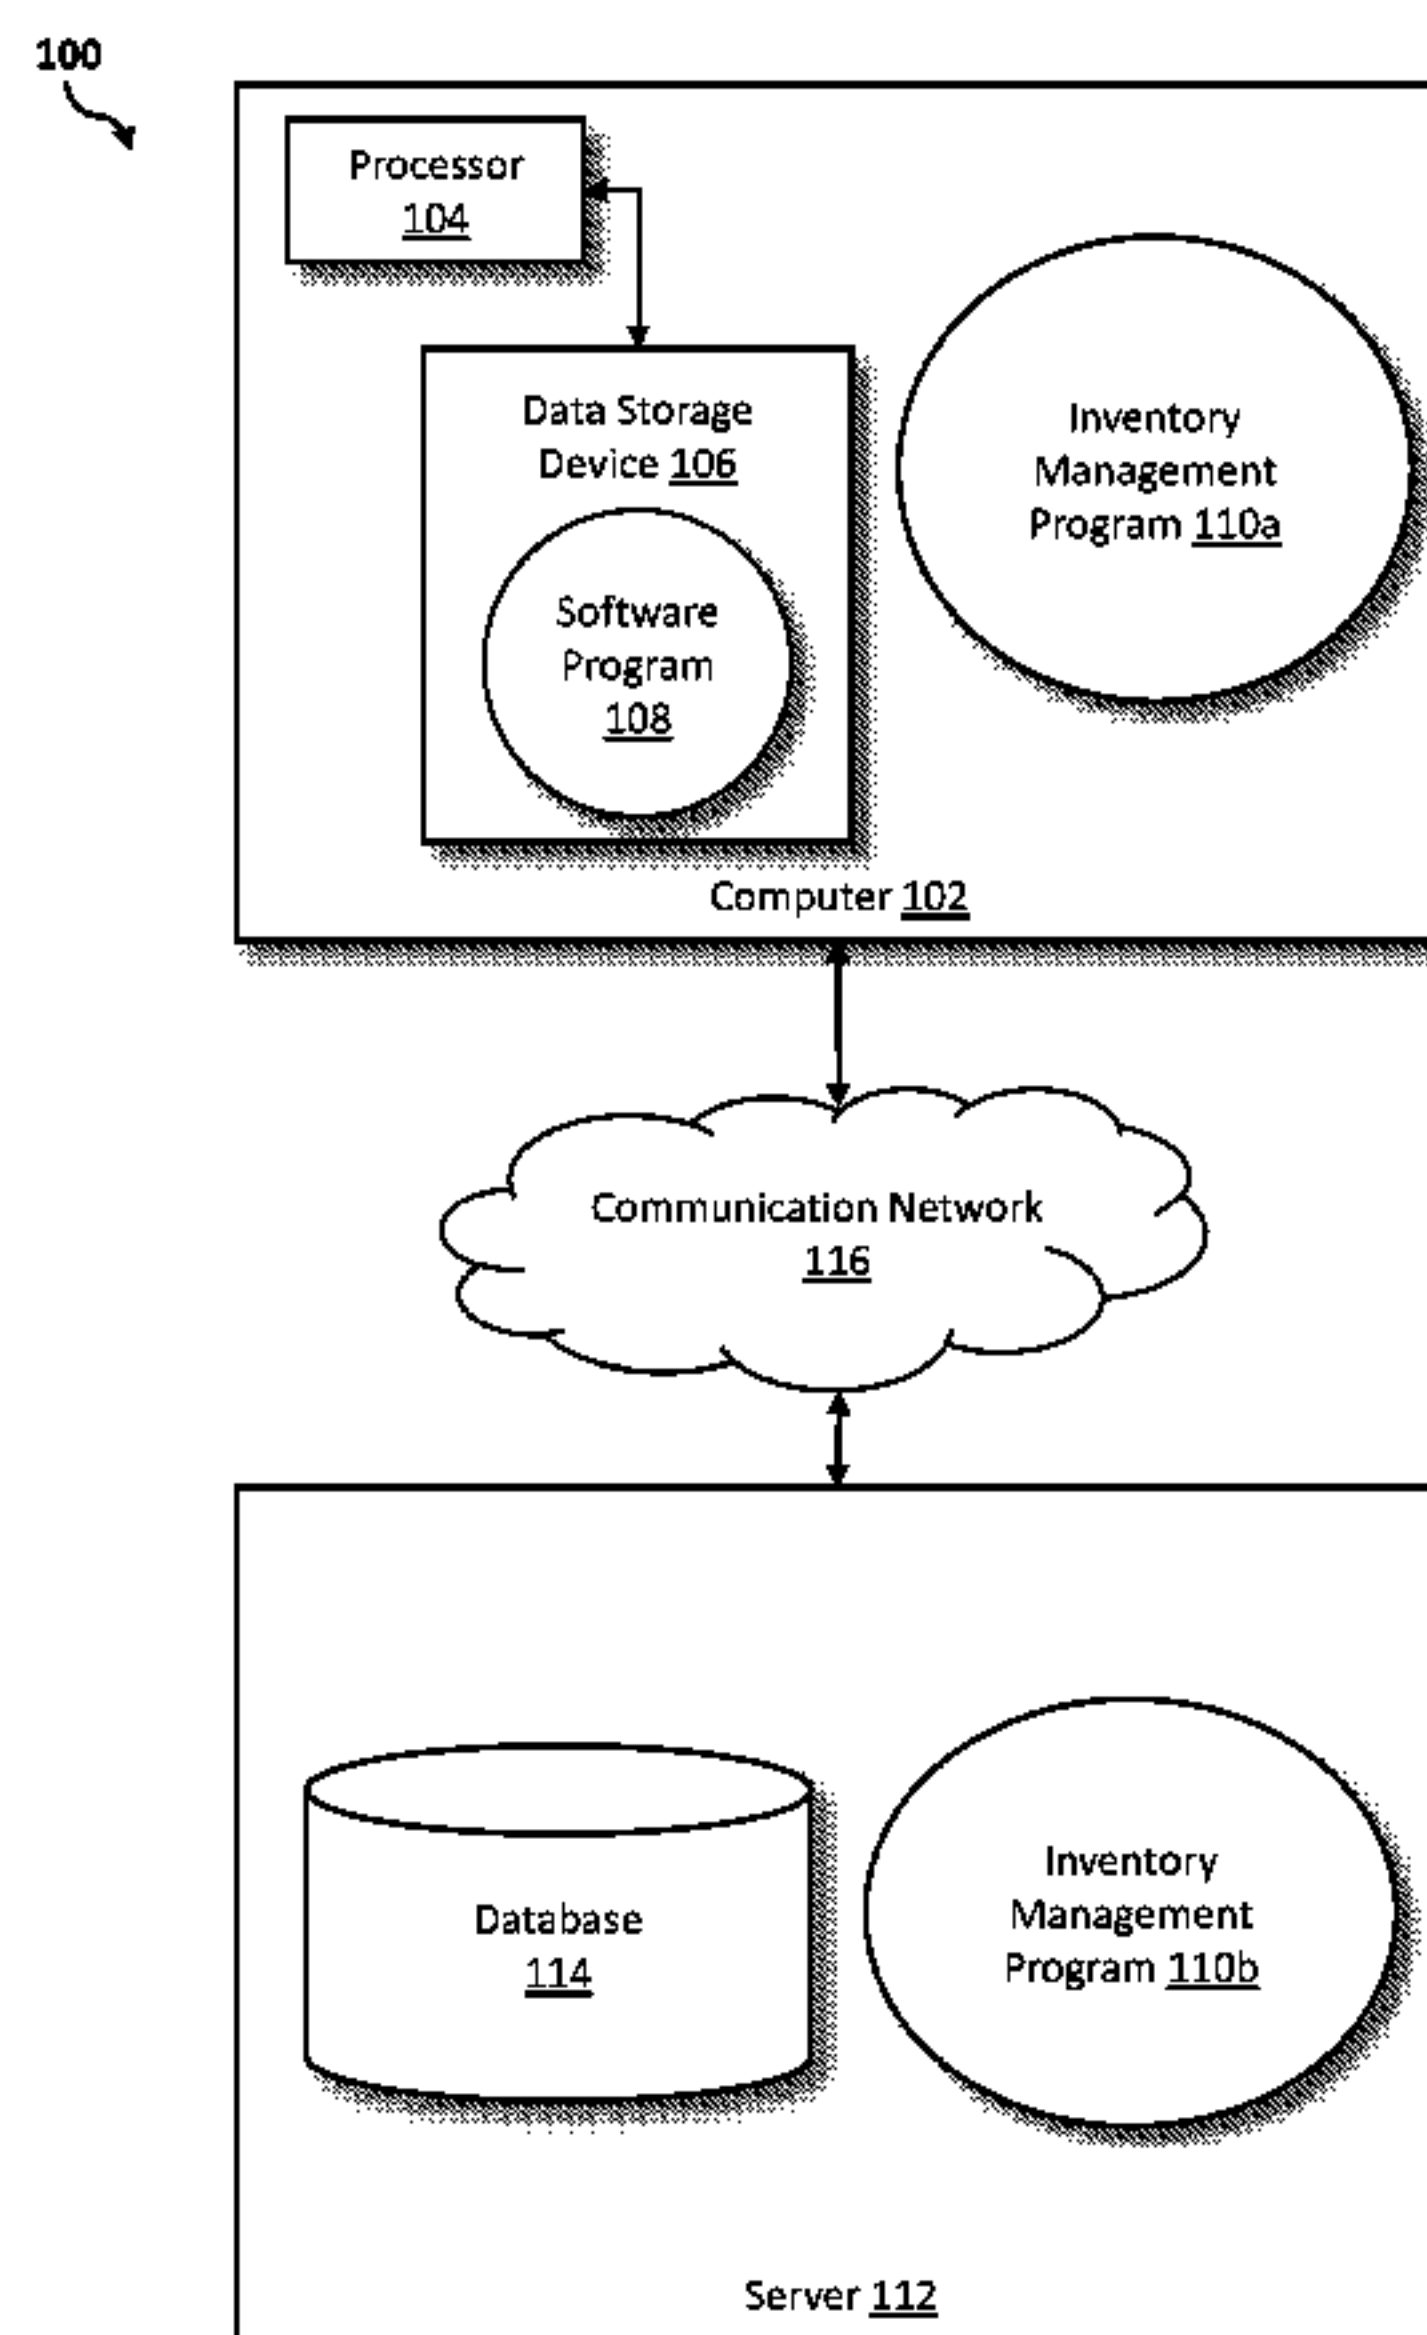 100
Processor
104
Data Storage
Device 106
Software
Program
108
Inventory
Management
Program 110a
Computer 102
Communication Network
116
Database
114
Inventory
Management
Program 110b
Server 112